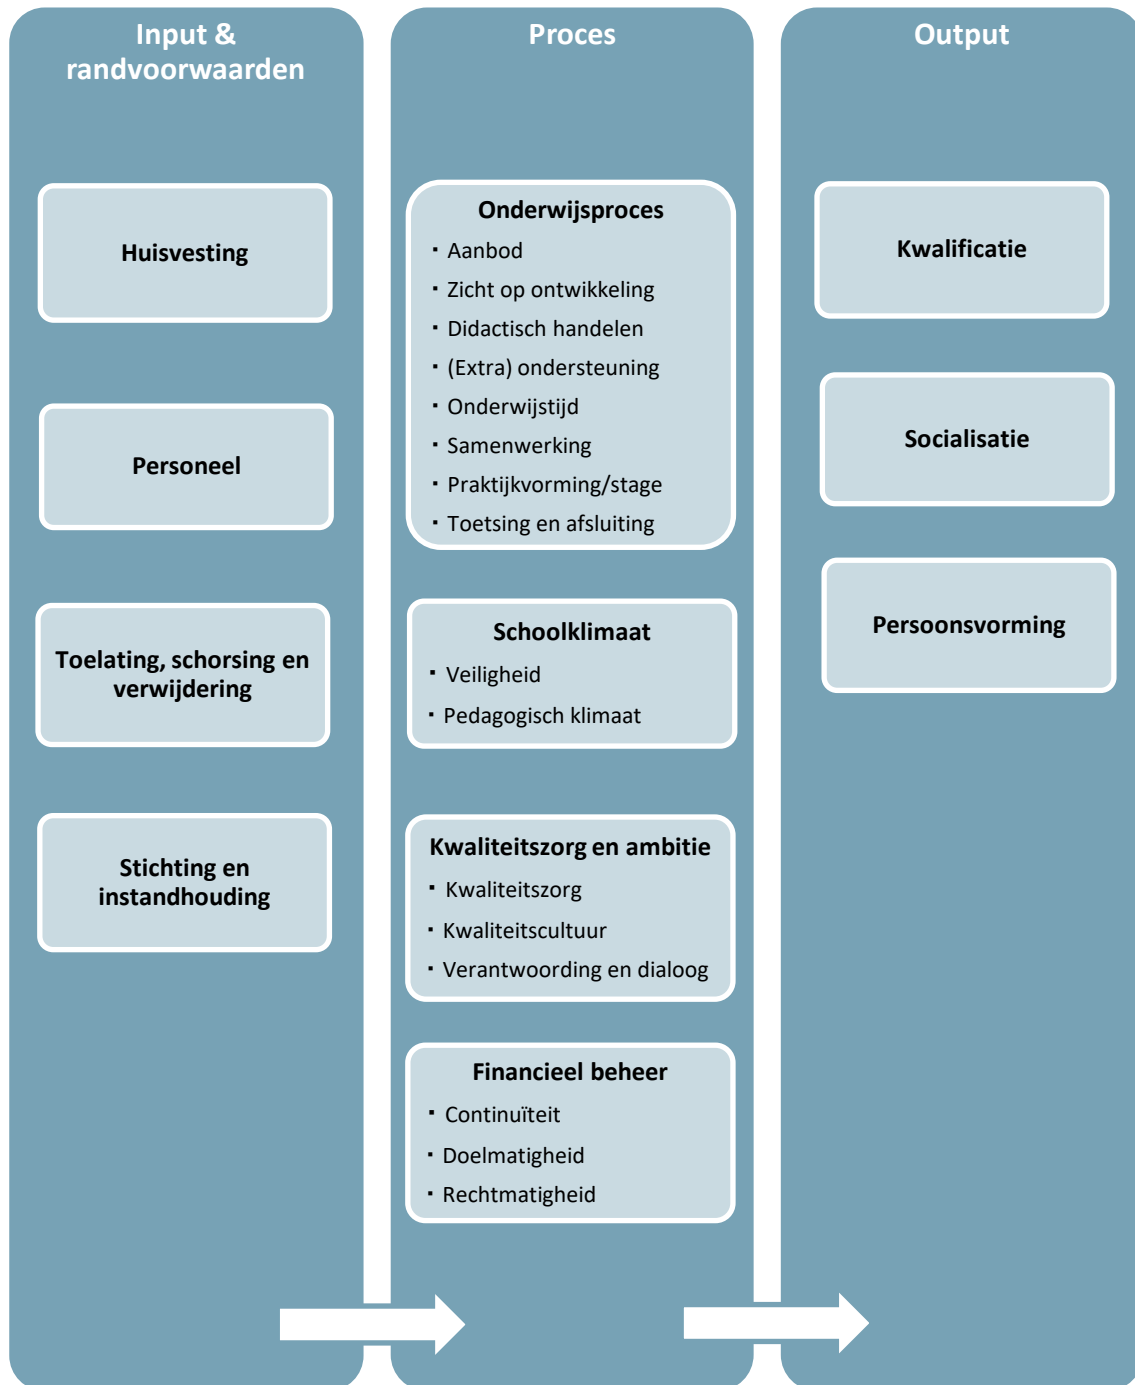 Input &
randvoorwaarden
Huisvesting
Personeel
Toelating, schorsing en
verwijdering
Stichting en
instandhouding
Proces
Onderwijsproces
▪ Aanbod
▪ Zicht op ontwikkeling
▪ Didactisch handelen
▪ (Extra) ondersteuning
▪ Onderwijstijd
▪ Samenwerking
▪ Praktijkvorming/stage
▪ Toetsing en afsluiting
Schoolklimaat
▪ Veiligheid
▪ Pedagogisch klimaat
Kwaliteitszorg en ambitie
▪ Kwaliteitszorg
▪ Kwaliteitscultuur
▪ Verantwoording en dialoog
Financieel beheer
▪ Continuïteit
▪ Doelmatigheid
▪ Rechtmatigheid
Output
Kwalificatie
Socialisatie
Persoonsvorming